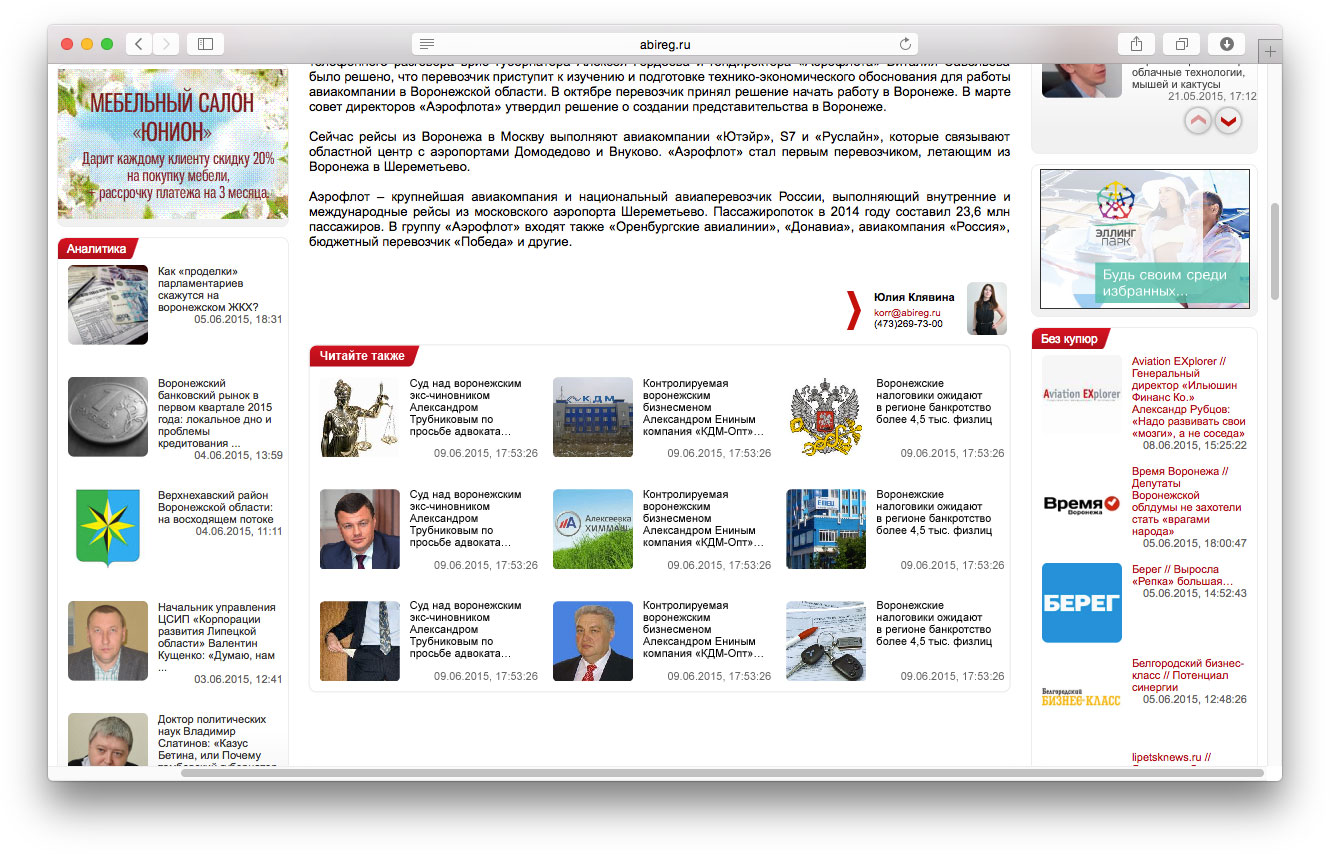 abireg.ru
МЕБЕЛЬНЫЙ САЛОН
«ЮНИОН»
Дарит каждому клиенту скидку 20%
на покупку мебели,
+ рассрочку платежа на 3 месяца.
Аналитика
Как «проделки»
парламентариев
скажутся на
воронежском ЖКХ?
05.06.2015, 18:31
Воронежский
банковский рынок в
первом квартале 2015
года: локальное дно и
проблемы
кредитования ...
04.06.2015, 13:59
Верхнехавский район
Воронежской области:
на восходящем потоке
04.06.2015, 11:11
Начальник управления
ЦСИП «Корпорации
развития Липецкой
области» Валентин
Кущенко: «Думаю, нам
...
03.06.2015, 12:41
Доктор политических
наук Владимир
Слатинов: «Казус
Бетина, или Почему
было решено, что перевозчик приступит к изучению и подготовке технико-экономического обоснования для работы
авиакомпании в Воронежской области. В октябре перевозчик принял решение начать работу в Воронеже. В марте
совет директоров «Аэрофлота» утвердил решение о создании представительства в Воронеже.
Сейчас рейсы из Воронежа в Москву выполняют авиакомпании «Ютэйр», S7 и «Руслайн», которые связывают
областной центр с аэропортами Домодедово и Внуково. «Аэрофлот» стал первым перевозчиком, летающим из
Воронежа в Шереметьево.
Аэрофлот – крупнейшая авиакомпания и национальный авиаперевозчик России, выполняющий внутренние и
международные рейсы из московского аэропорта Шереметьево. Пассажиропоток в 2014 году составил 23,6 млн
пассажиров. В группу «Аэрофлот» входят также «Оренбургские авиалинии», «Донавиа», авиакомпания «Россия»,
бюджетный перевозчик «Победа» и другие.
Юлия Клявина
korr@abireg.ru
(473)269-73-00
Читайте также
Суд над воронежским
экс-чиновником
Александром
Трубниковым по
просьбе адвоката…
09.06.2015, 17:53:26
КДМ
Контролируемая
воронежским
бизнесменом
Александром Ениным
компания «КДМ-Опт»…
09.06.2015, 17:53:26
Воронежские
налоговики ожидают
в регионе банкротство
более 4,5 тыс. физлиц
09.06.2015, 17:53:26
Суд над воронежским
экс-чиновником
Александром
Трубниковым по
просьбе адвоката…
09.06.2015, 17:53:26
Алексеевка
ХИММАШ
Контролируемая
воронежским
бизнесменом
Александром Ениным
компания «КДМ-Опт»…
09.06.2015, 17:53:26
Воронежские
налоговики ожидают
в регионе банкротство
более 4,5 тыс. физлиц
09.06.2015, 17:53:26
Суд над воронежским
экс-чиновником
Александром
Трубниковым по
просьбе адвоката…
09.06.2015, 17:53:26
Контролируемая
воронежским
бизнесменом
Александром Ениным
компания «КДМ-Опт»…
09.06.2015, 17:53:26
Воронежские
налоговики ожидают
в регионе банкротство
более 4,5 тыс. физлиц
09.06.2015, 17:53:26
облачные технологии,
мышей и кактусы
21.05.2015, 17:12
ЭЛЛИНГ
ПАРК
Будь своим среди
избранных...
Без купюр
Aviation EXplorer
Aviation EXplorer //
Генеральный
директор «Ильюшин
Финанс Ко.»
Александр Рубцов:
«Надо развивать свои
«мозги», а не соседа»
08.06.2015, 15:25:22
Время
Воронежа
Время Воронежа //
Депутаты
Воронежской
облдумы не захотели
стать «врагами
народа»
05.06.2015, 18:00:47
БЕРЕГ
Берег // Выросла
«Репка» большая…
05.06.2015, 14:52:43
Белгородский
БИЗНЕС-КЛАСС
Белгородский бизнес-
класс // Потенциал
синергии
05.06.2015, 12:48:26
lipetsknews.ru //